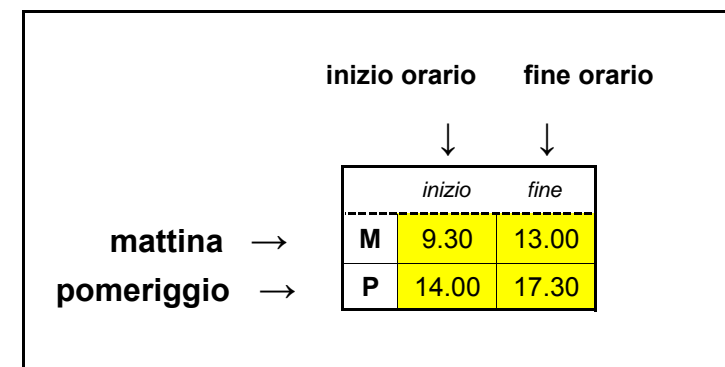 inizio orario fine orario
↓ ↓
inizio fine
mattina → M 9.30 13.00
pomeriggio → P 14.00 17.30